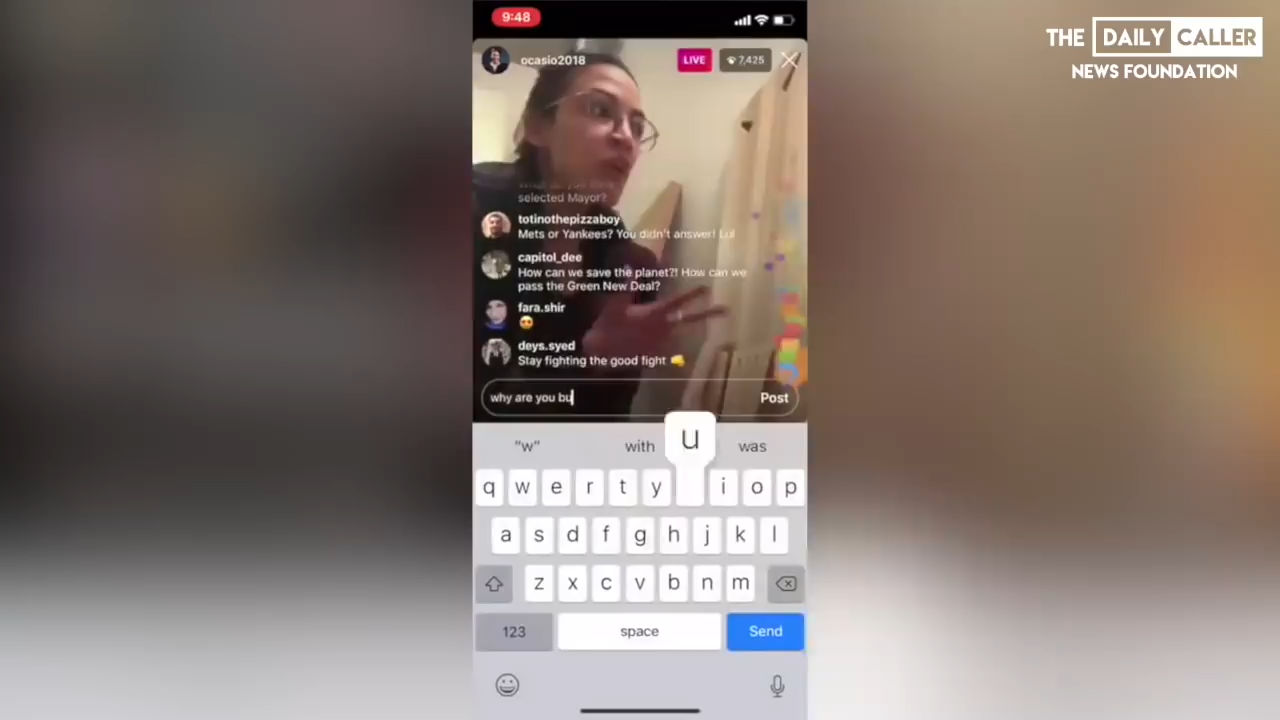 9:48
THE DAILY CALLER
NEWS FOUNDATION
ocasio2018
LIVE
7,425
selected Mayor?
totinothepizzaboy
Mets or Yankees? You didn't answer! Lol
capitol_dee
How can we save the planet?! How can we
pass the Green New Deal?
fara.shir
😍
deys.syed
Stay fighting the good fight 👊
why are you bu
Post
"w" with was
u
q w e r t y i o p
a s d f g h j k l
z x c v b n m
123 space Send